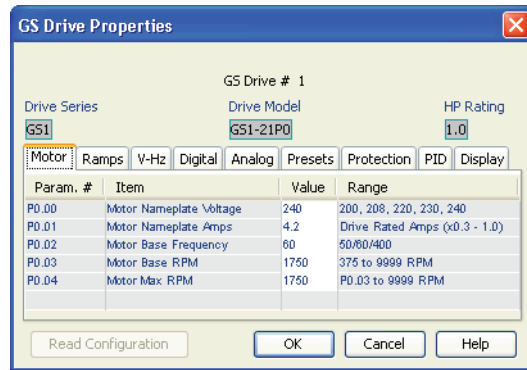 GS Drive Properties
GS Drive # 1
Drive Series Drive Model HP Rating
GS1 GS1-21P0 1.0
Motor Ramps V-Hz Digital Analog Presets Protection PID Display
Param. # Item Value Range
P0.00 Motor Nameplate Voltage 240 200, 208, 220, 230, 240
P0.01 Motor Nameplate Amps 4.2 Drive Rated Amps (x0.3 - 1.0)
P0.02 Motor Base Frequency 60 50/60/400
P0.03 Motor Base RPM 1750 375 to 9999 RPM
P0.04 Motor Max RPM 1750 P0.03 to 9999 RPM
Read Configuration OK Cancel Help